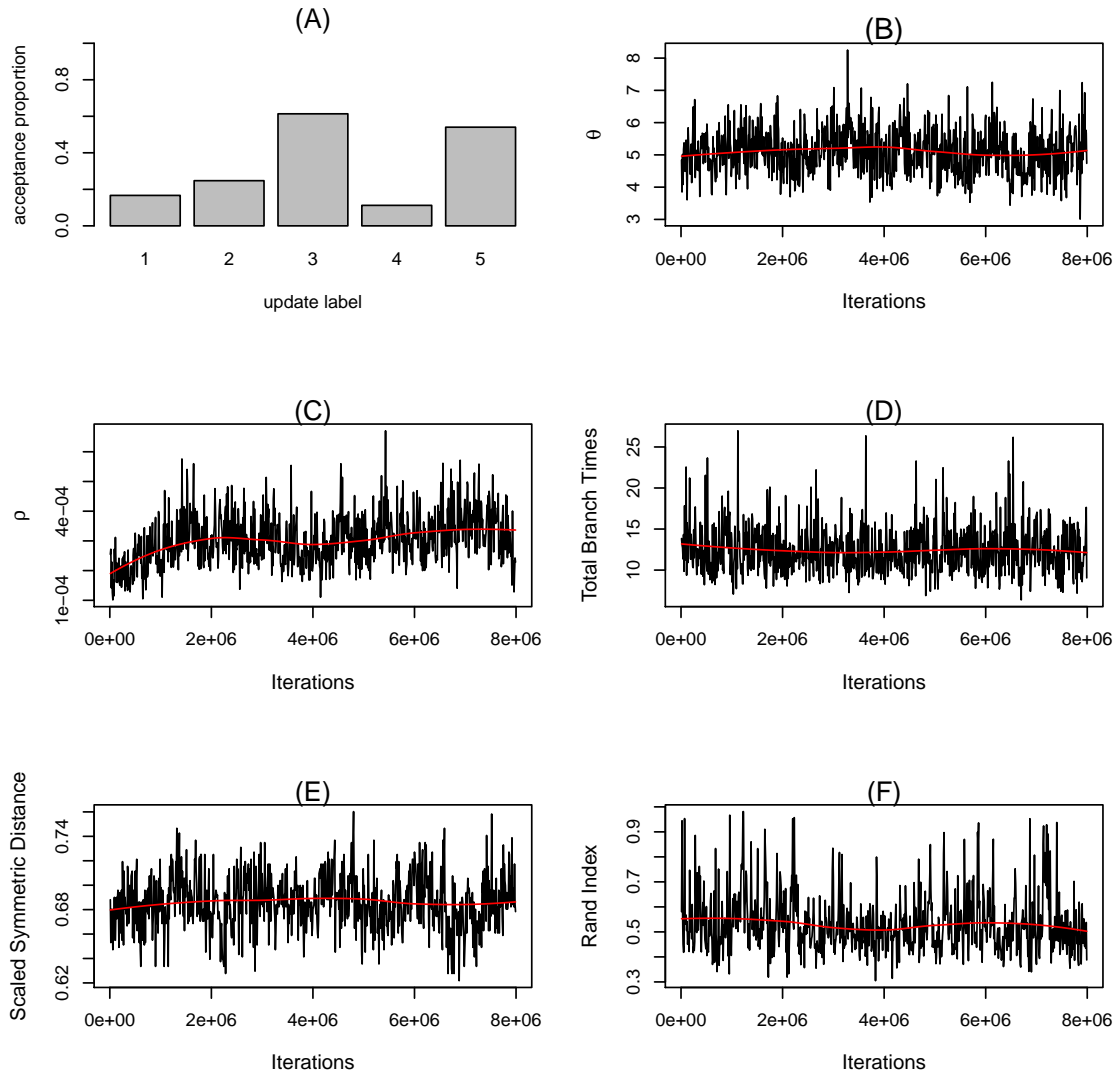 (A)
acceptance proportion
0.0 0.4 0.8
1 2 3 4 5
update label
(B)
θ
3 4 5 6 7 8
0e+00 2e+06 4e+06 6e+06 8e+06
Iterations
(C)
ρ
1e−04 4e−04
0e+00 2e+06 4e+06 6e+06 8e+06
Iterations
(D)
Total Branch Times
10 15 20 25
0e+00 2e+06 4e+06 6e+06 8e+06
Iterations
(E)
Scaled Symmetric Distance
0.62 0.68 0.74
0e+00 2e+06 4e+06 6e+06 8e+06
Iterations
(F)
Rand Index
0.3 0.5 0.7 0.9
0e+00 2e+06 4e+06 6e+06 8e+06
Iterations